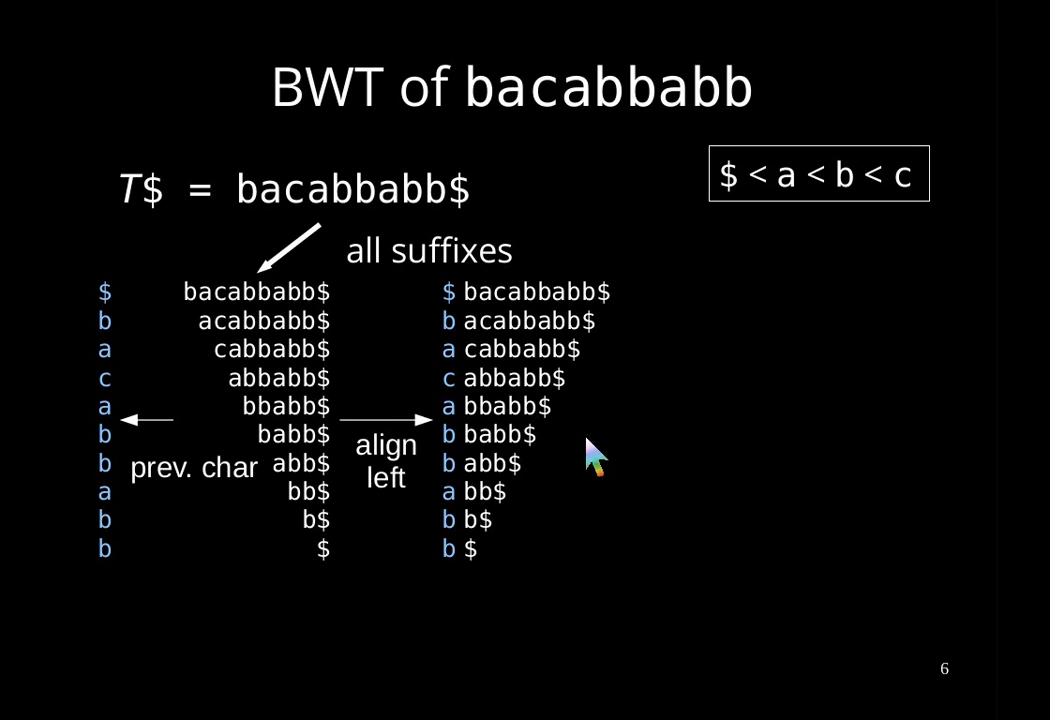 BWT of bacabbabb
$ < a < b < c
T$ = bacabbabb$
all suffixes
$ bacabbabb$ $ bacabbabb$
b acabbabb$ b acabbabb$
a cabbabb$ a cabbabb$
c abbabb$ c abbabb$
a bbabb$ a bbabb$
b babb$ b babb$
b abb$ b abb$
a bb$ a bb$
b b$ b b$
b $ b $
prev. char
align
left
6